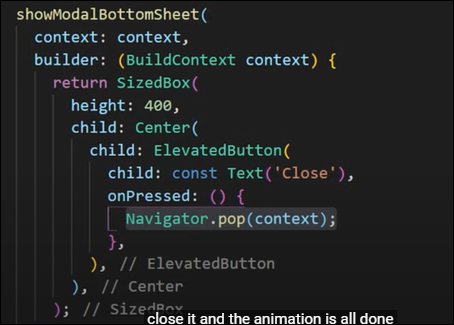 showModalBottomSheet(
context: context,
builder: (BuildContext context) {
return SizedBox(
height: 400,
child: Center(
child: ElevatedButton(
child: const Text('Close'),
onPressed: () {
Navigator.pop(context);
},
), // ElevatedButton
), // Center
); // SizedBox
close it and the animation is all done